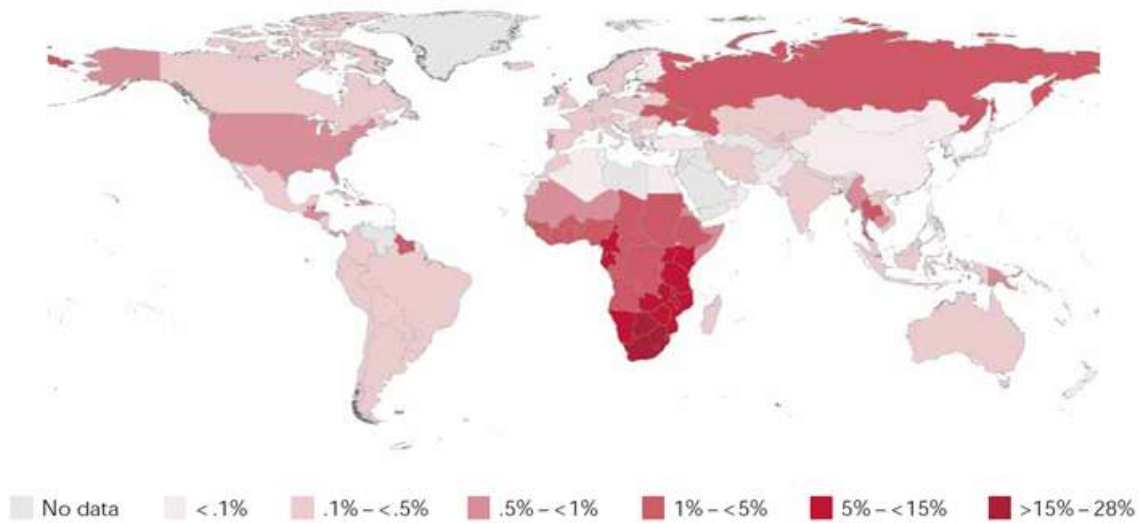 No data < .1% .1% – <.5% .5% – <1% 1% – <5% 5% – <15% >15% – 28%